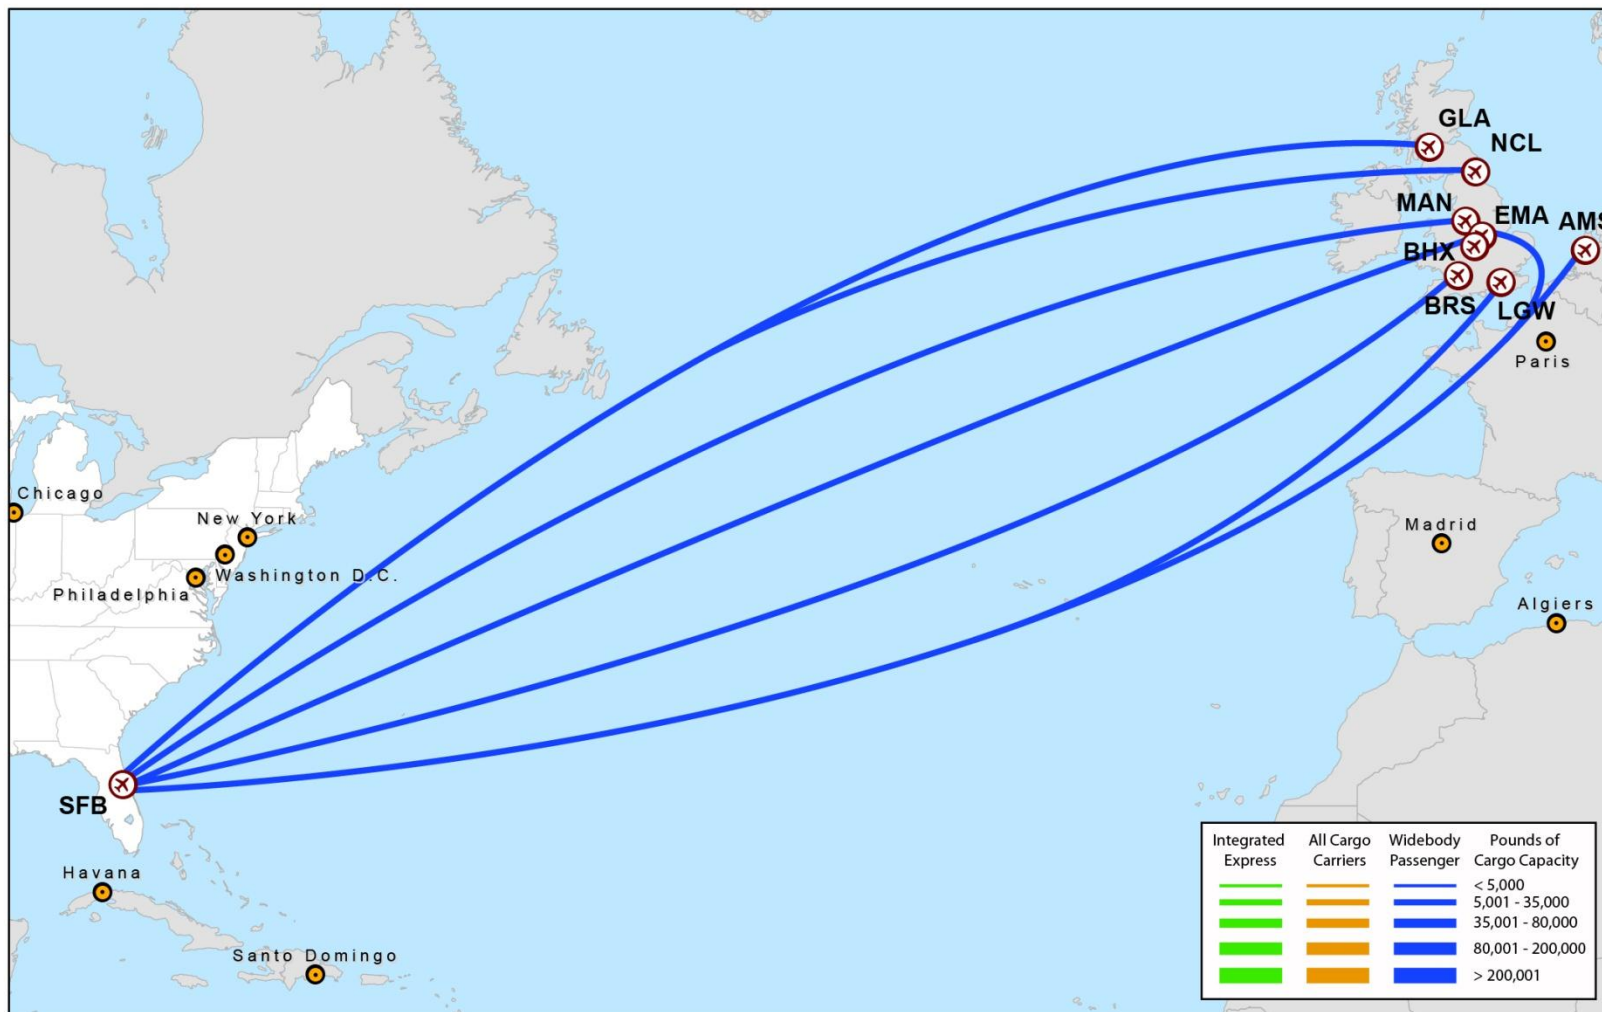 GLA
NCL
MAN
EMA
AMS
BHX
BRS
LGW
Paris
Chicago
New York
Madrid
Washington D.C.
Philadelphia
Algiers
SFB
Havana
Santo Domingo
Integrated Express
All Cargo Carriers
Widebody Passenger
Pounds of Cargo Capacity
< 5,000
5,001 - 35,000
35,001 - 80,000
80,001 - 200,000
> 200,001